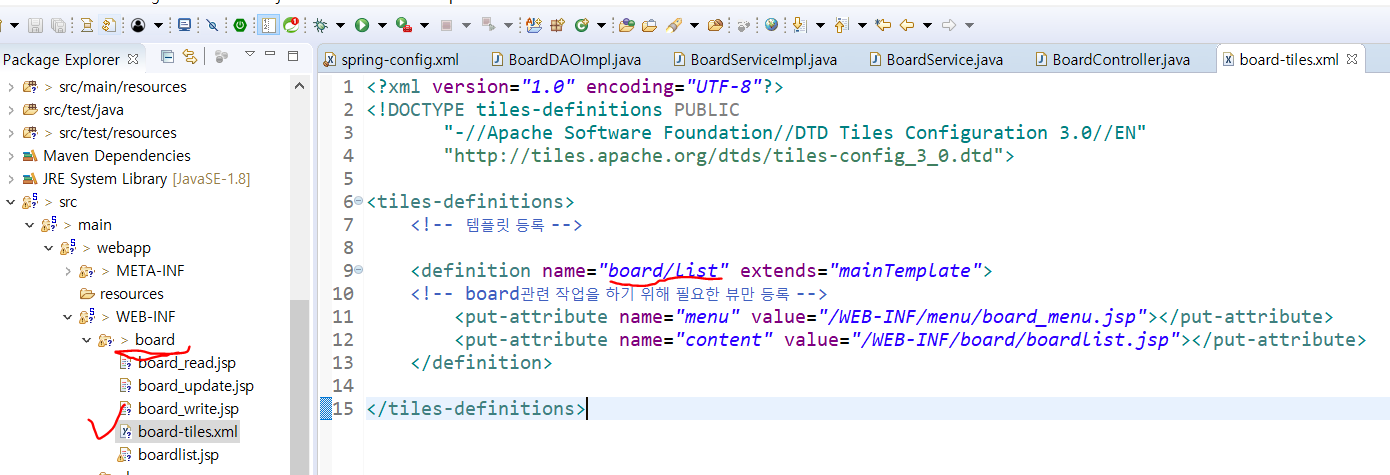 Package Explorer
spring-config.xml
BoardDAOImpl.java
BoardServiceImpl.java
BoardService.java
BoardController.java
board-tiles.xml
> src/main/resources
src/test/java
> src/test/resources
Maven Dependencies
JRE System Library [JavaSE-1.8]
> src
> main
> webapp
> META-INF
resources
> WEB-INF
> board
board_read.jsp
board_update.jsp
board_write.jsp
board-tiles.xml
boardlist.jsp
1 <?xml version="1.0" encoding="UTF-8"?>
2 <!DOCTYPE tiles-definitions PUBLIC
3 "-//Apache Software Foundation//DTD Tiles Configuration 3.0//EN"
4 "http://tiles.apache.org/dtds/tiles-config_3_0.dtd">
5
6 <tiles-definitions>
7 <!-- 템플릿 등록 -->
8
9 <definition name="board/list" extends="mainTemplate">
10 <!-- board관련 작업을 하기 위해 필요한 뷰만 등록 -->
11 <put-attribute name="menu" value="/WEB-INF/menu/board_menu.jsp"></put-attribute>
12 <put-attribute name="content" value="/WEB-INF/board/boardlist.jsp"></put-attribute>
13 </definition>
14
15 </tiles-definitions>